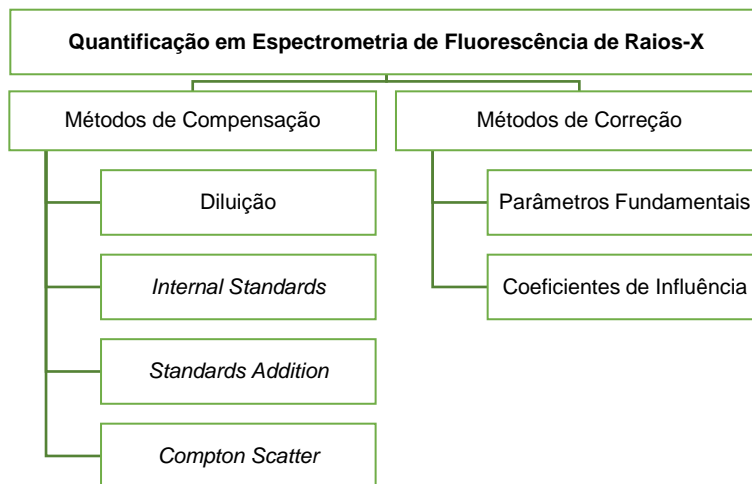 Quantificação em Espectrometria de Fluorescência de Raios-X
Métodos de Compensação
Diluição
Internal Standards
Standards Addition
Compton Scatter
Métodos de Correção
Parâmetros Fundamentais
Coeficientes de Influência